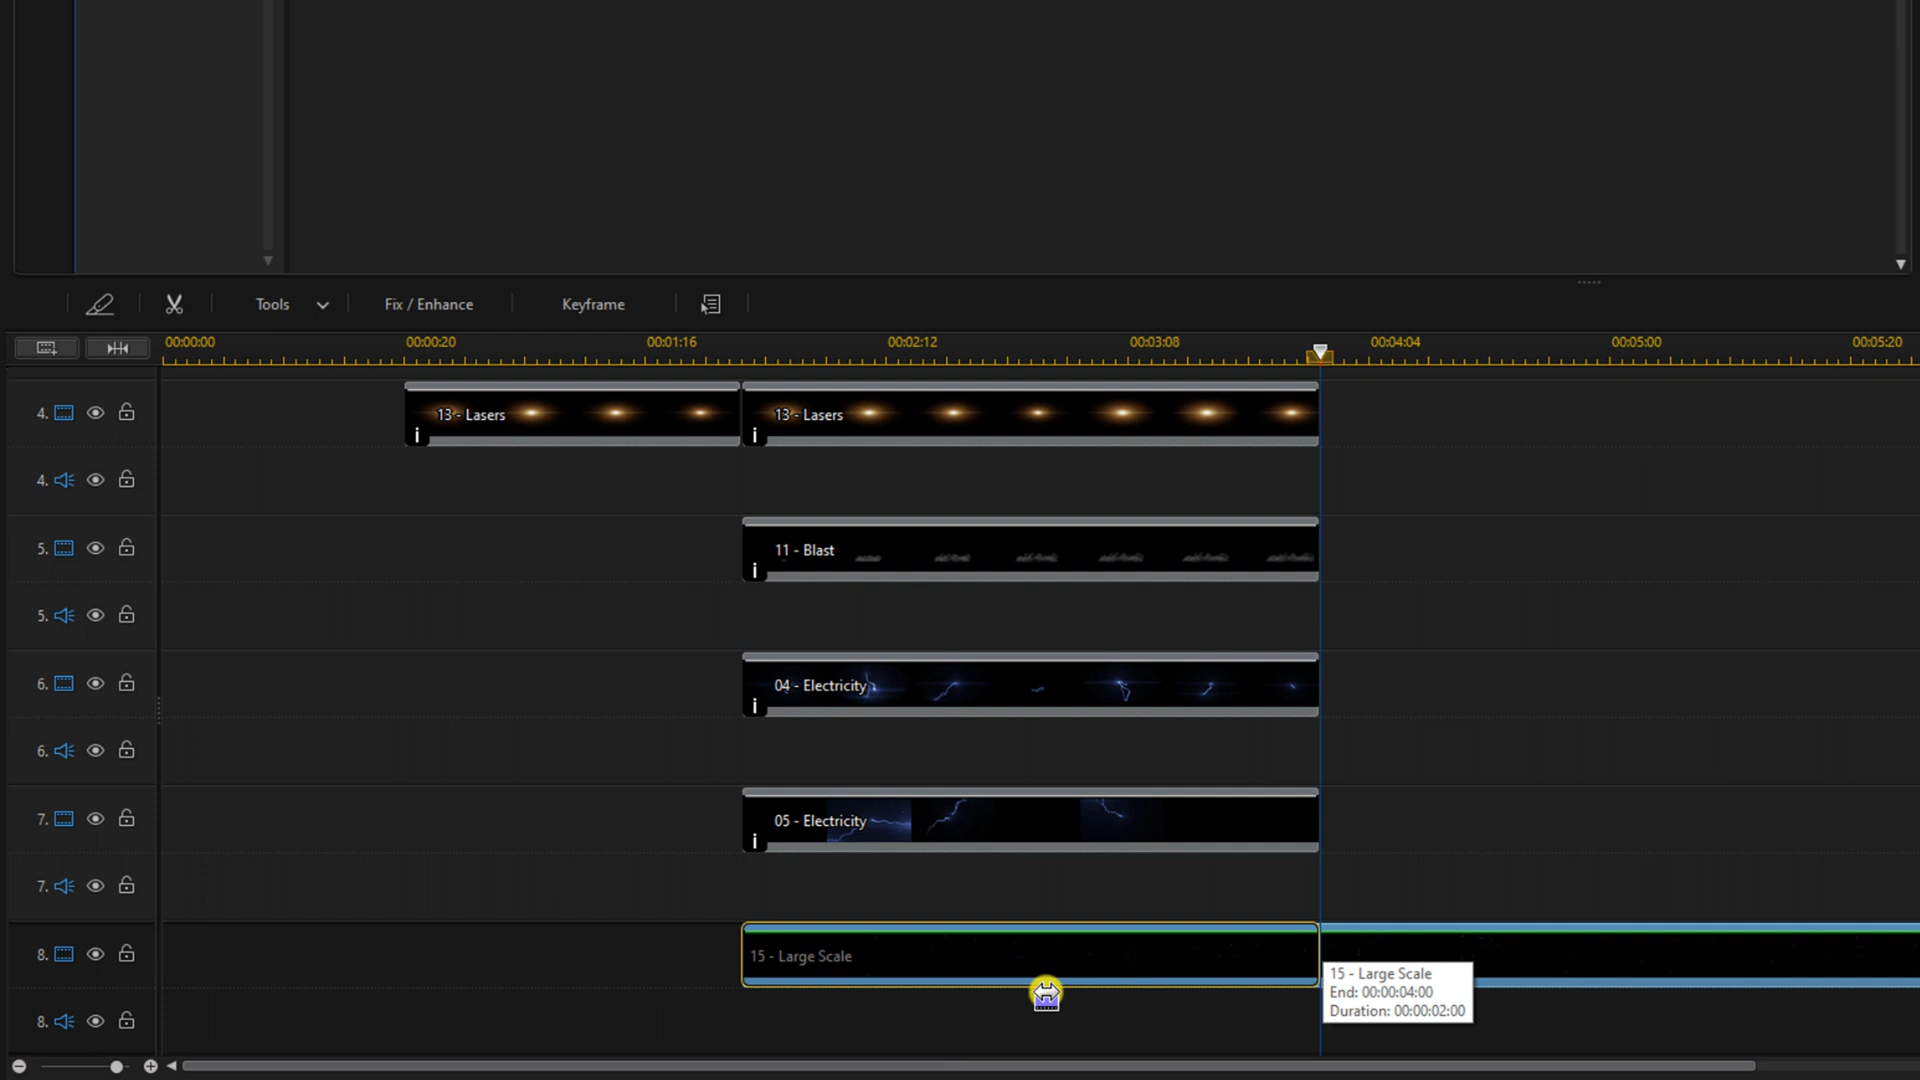 Tools Fix / Enhance Keyframe
00:00:00 00:00:20 00:01:16 00:02:12 00:03:08 00:04:04 00:05:00 00:05:20
4. 13 - Lasers 13 - Lasers
i i
4.
5. 11 - Blast
i
5.
6. 04 - Electricity
i
6.
7. 05 - Electricity
i
7.
8. 15 - Large Scale
15 - Large Scale
End: 00:00:04:00
Duration: 00:00:02:00
8.